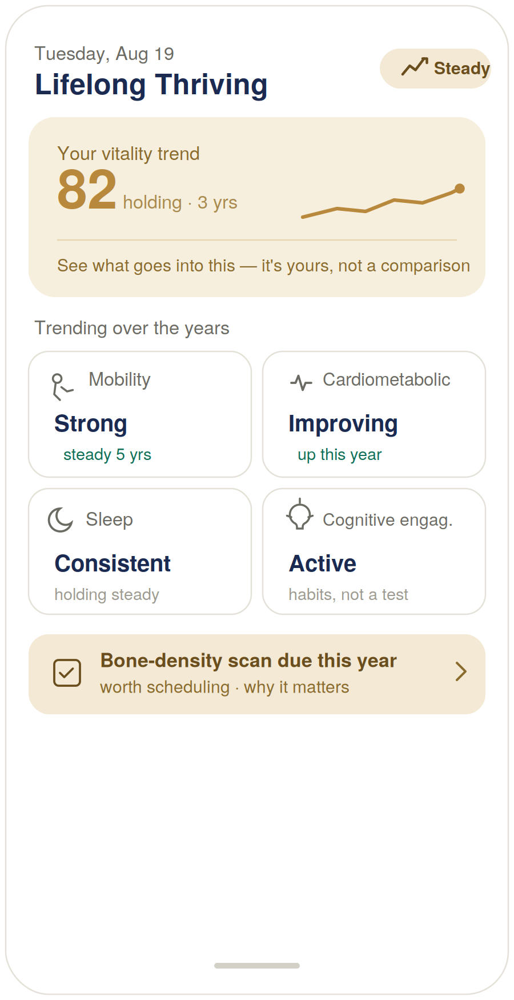 Tuesday, Aug 19
Lifelong Thriving
Steady
Your vitality trend
82 holding · 3 yrs
See what goes into this — it's yours, not a comparison
Trending over the years
Mobility
Strong
steady 5 yrs
Cardiometabolic
Improving
up this year
Sleep
Consistent
holding steady
Cognitive engag.
Active
habits, not a test
Bone-density scan due this year
worth scheduling · why it matters